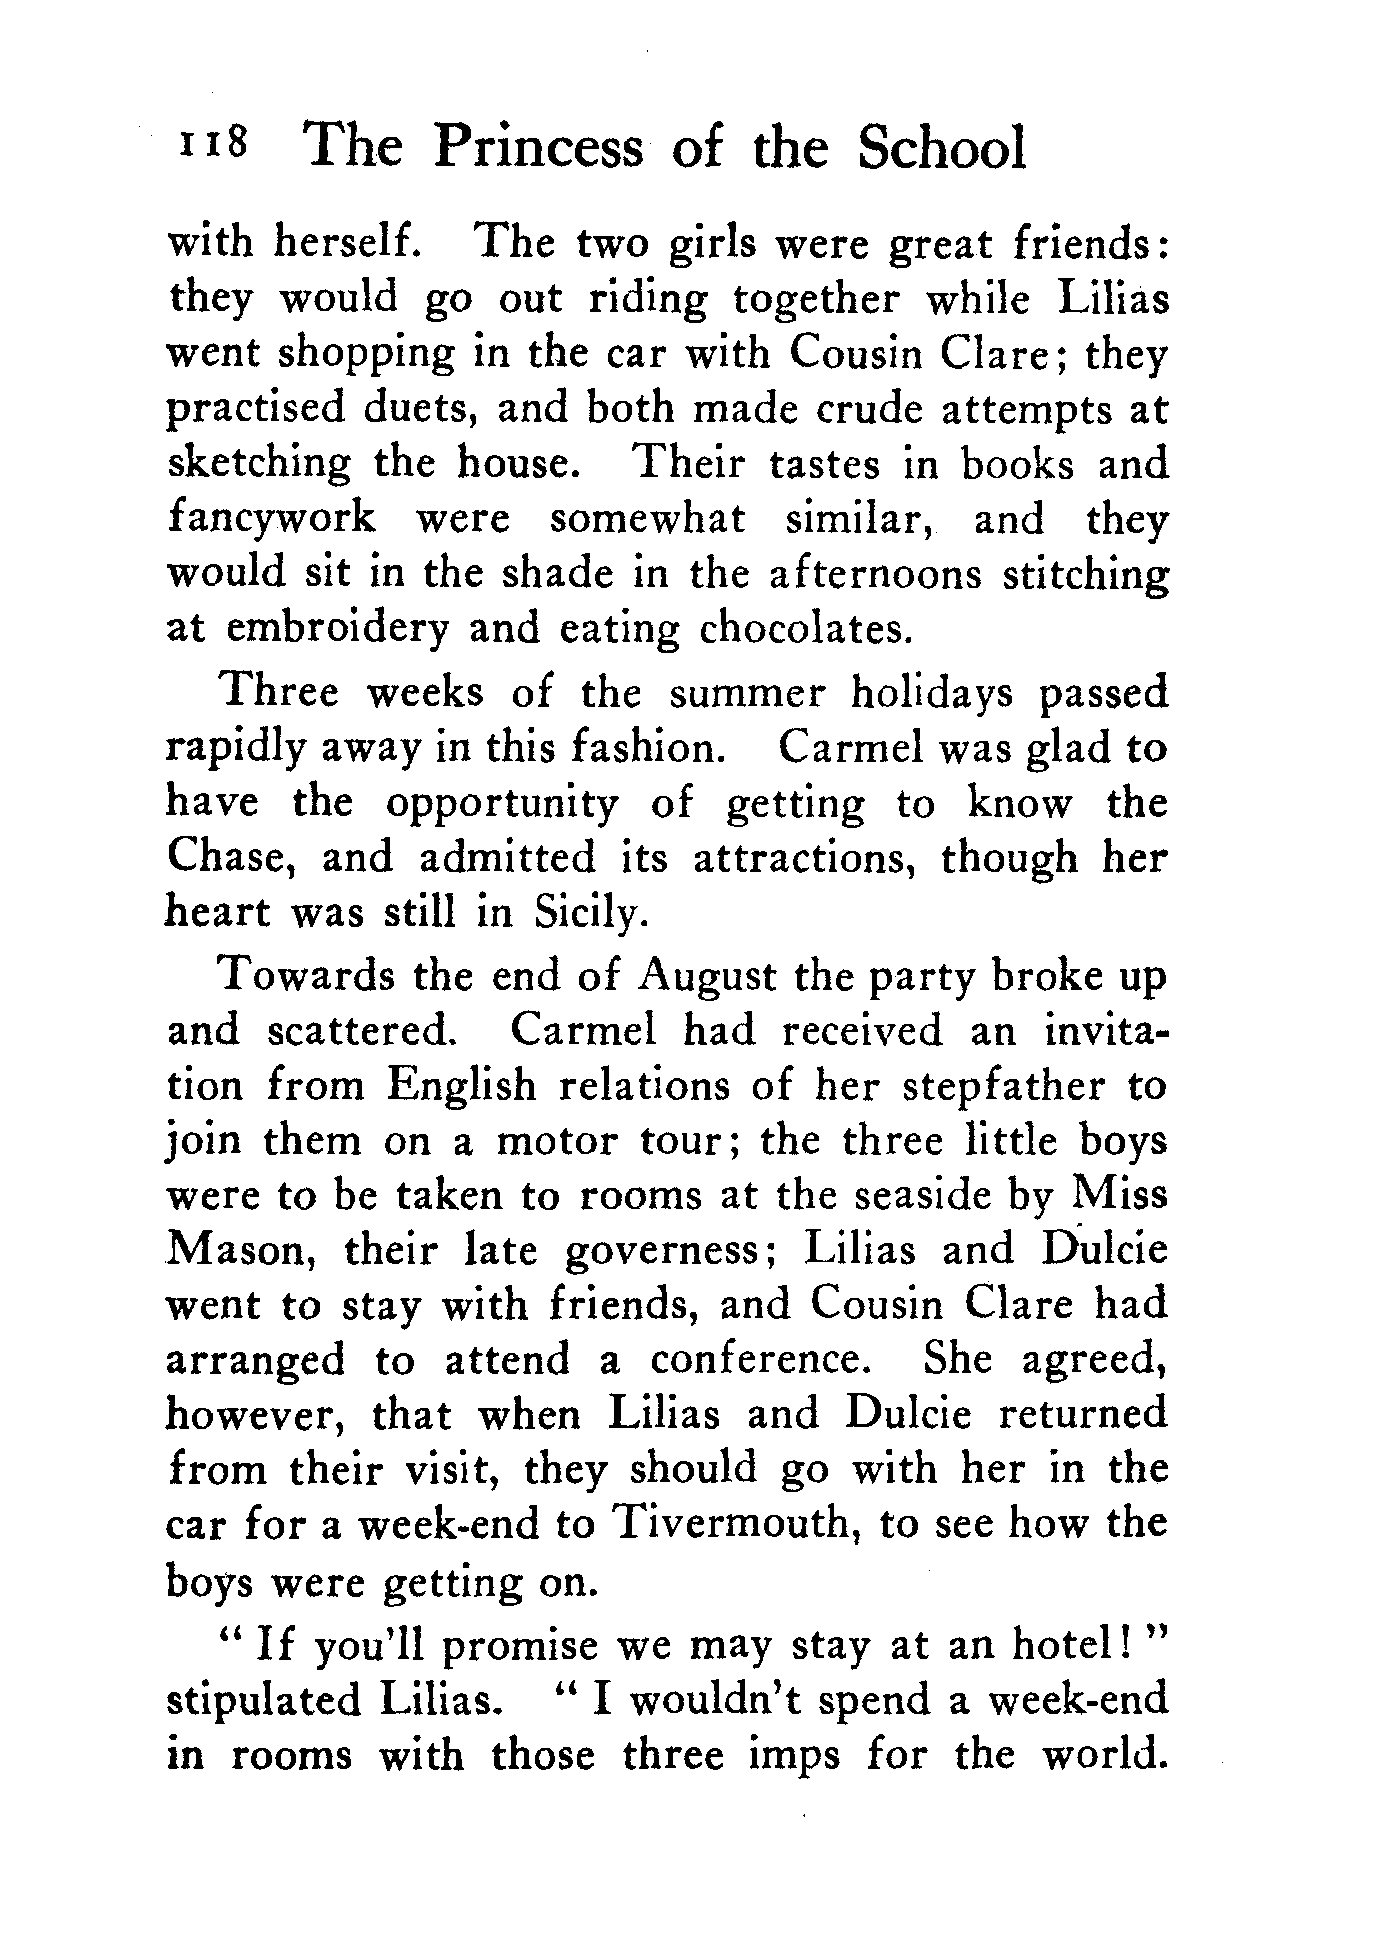 118 The Princess of the School
with herself. The two girls were great friends:
they would go out riding together while Lilias
went shopping in the car with Cousin Clare; they
practised duets, and both made crude attempts at
sketching the house. Their tastes in books and
fancywork were somewhat similar, and they
would sit in the shade in the afternoons stitching
at embroidery and eating chocolates.
Three weeks of the summer holidays passed
rapidly away in this fashion. Carmel was glad to
have the opportunity of getting to know the
Chase, and admitted its attractions, though her
heart was still in Sicily.
Towards the end of August the party broke up
and scattered. Carmel had received an invita-
tion from English relations of her stepfather to
join them on a motor tour; the three little boys
were to be taken to rooms at the seaside by Miss
Mason, their late governess; Lilias and Dulcie
went to stay with friends, and Cousin Clare had
arranged to attend a conference. She agreed,
however, that when Lilias and Dulcie returned
from their visit, they should go with her in the
car for a week-end to Tivermouth, to see how the
boys were getting on.
“ If you'll promise we may stay at an hotel! ”
stipulated Lilias. “ I wouldn't spend a week-end
in rooms with those three imps for the world.